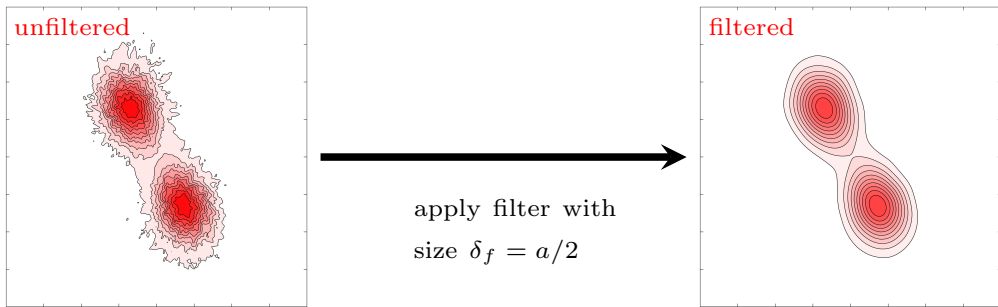 unfiltered
filtered
apply filter with
size δ_f = a/2